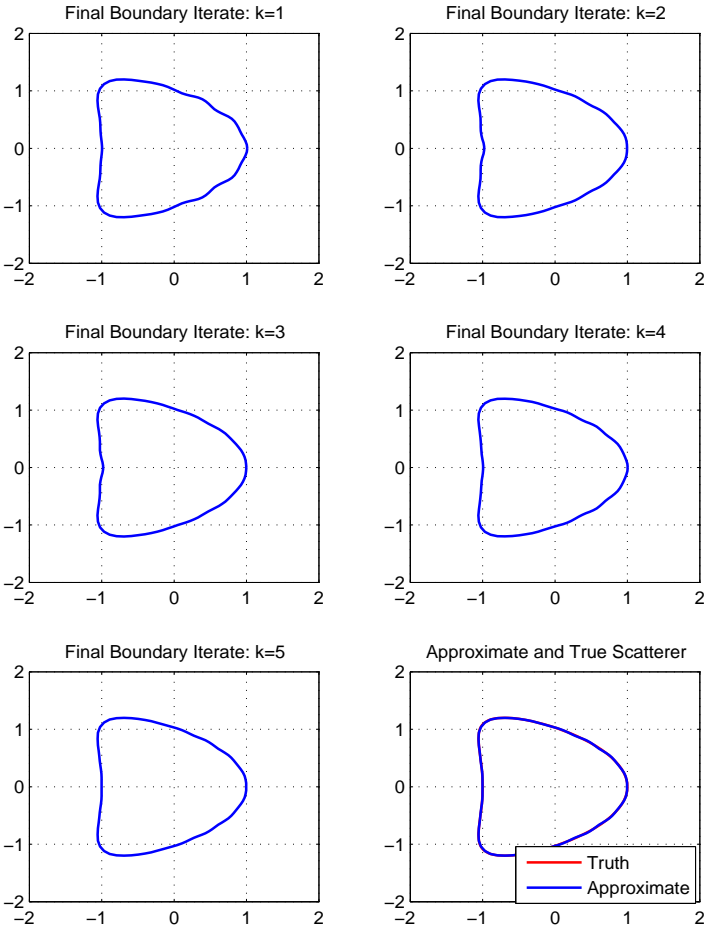 Final Boundary Iterate: k=1
2
1
0
−1
−2
−2 −1 0 1 2
Final Boundary Iterate: k=2
2
1
0
−1
−2
−2 −1 0 1 2
Final Boundary Iterate: k=3
2
1
0
−1
−2
−2 −1 0 1 2
Final Boundary Iterate: k=4
2
1
0
−1
−2
−2 −1 0 1 2
Final Boundary Iterate: k=5
2
1
0
−1
−2
−2 −1 0 1 2
Approximate and True Scatterer
2
1
0
−1
−2
−2 −1 0 1 2
Truth
Approximate